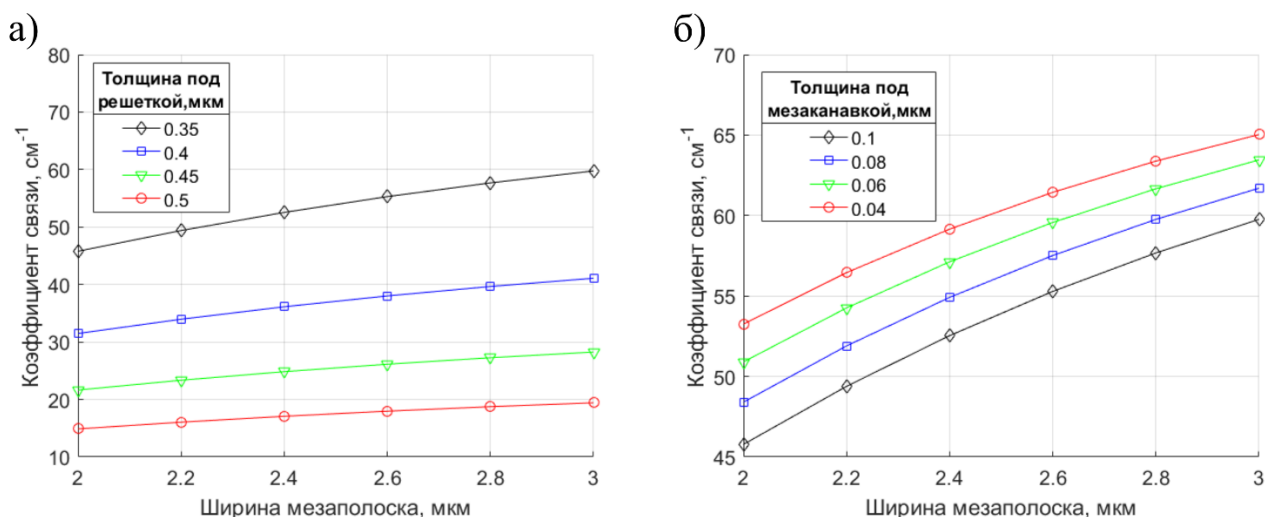 а)
80
70
60
50
40
30
20
10
Коэффициент связи, см-1
Толщина под
решеткой,мкм
0.35
0.4
0.45
0.5
2 2.2 2.4 2.6 2.8 3
Ширина мезаполоска, мкм
б)
70
65
60
55
50
45
Коэффициент связи, см-1
Толщина под
мезаканавкой,мкм
0.1
0.08
0.06
0.04
2 2.2 2.4 2.6 2.8 3
Ширина мезаполоска, мкм